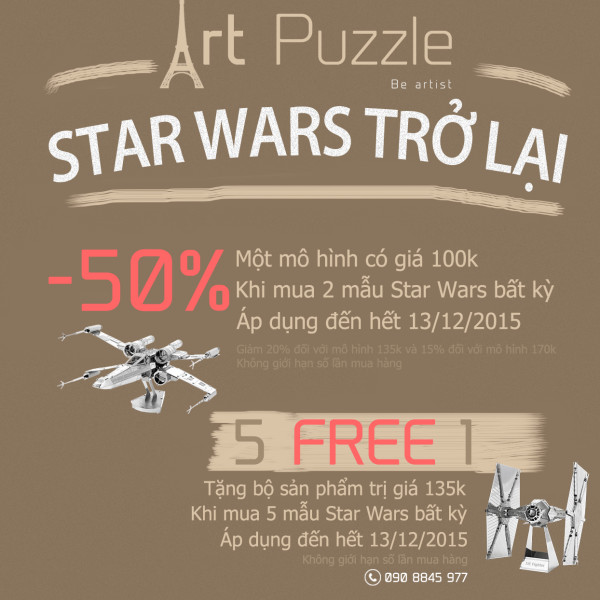 Art Puzzle
Be artist
STAR WARS TRỞ LẠI
-50%
Một mô hình có giá 100k
Khi mua 2 mẫu Star Wars bất kỳ
Áp dụng đến hết 13/12/2015
Giảm 20% đối với mô hình 135k và 15% đối với mô hình 170k
Không giới hạn số lần mua hàng
5 FREE 1
Tặng bộ sản phẩm trị giá 135k
Khi mua 5 mẫu Star Wars bất kỳ
Áp dụng đến hết 13/12/2015
Không giới hạn số lần mua hàng
090 8845 977